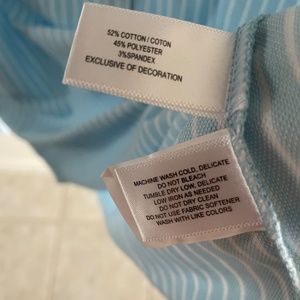 52% COTTON / COTON
45% POLYESTER
3%SPANDEX
EXCLUSIVE OF DECORATION
MACHINE WASH COLD, DELICATE
DO NOT BLEACH
TUMBLE DRY LOW, DELICATE
LOW IRON AS NEEDED
DO NOT DRY CLEAN
DO NOT USE FABRIC SOFTENER
WASH WITH LIKE COLORS